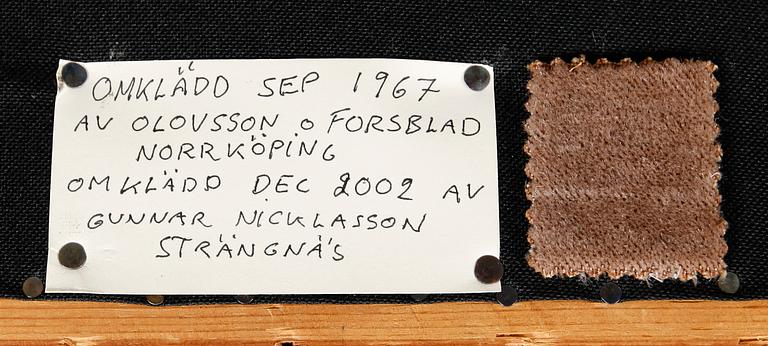 OMKLÄDD SEP 1967
AV OLOVSSON o FORSBLAD
NORRKÖPING
OMKLÄDD DEC 2002 AV
GUNNAR NICKLASSON
STRÄNGNÄS